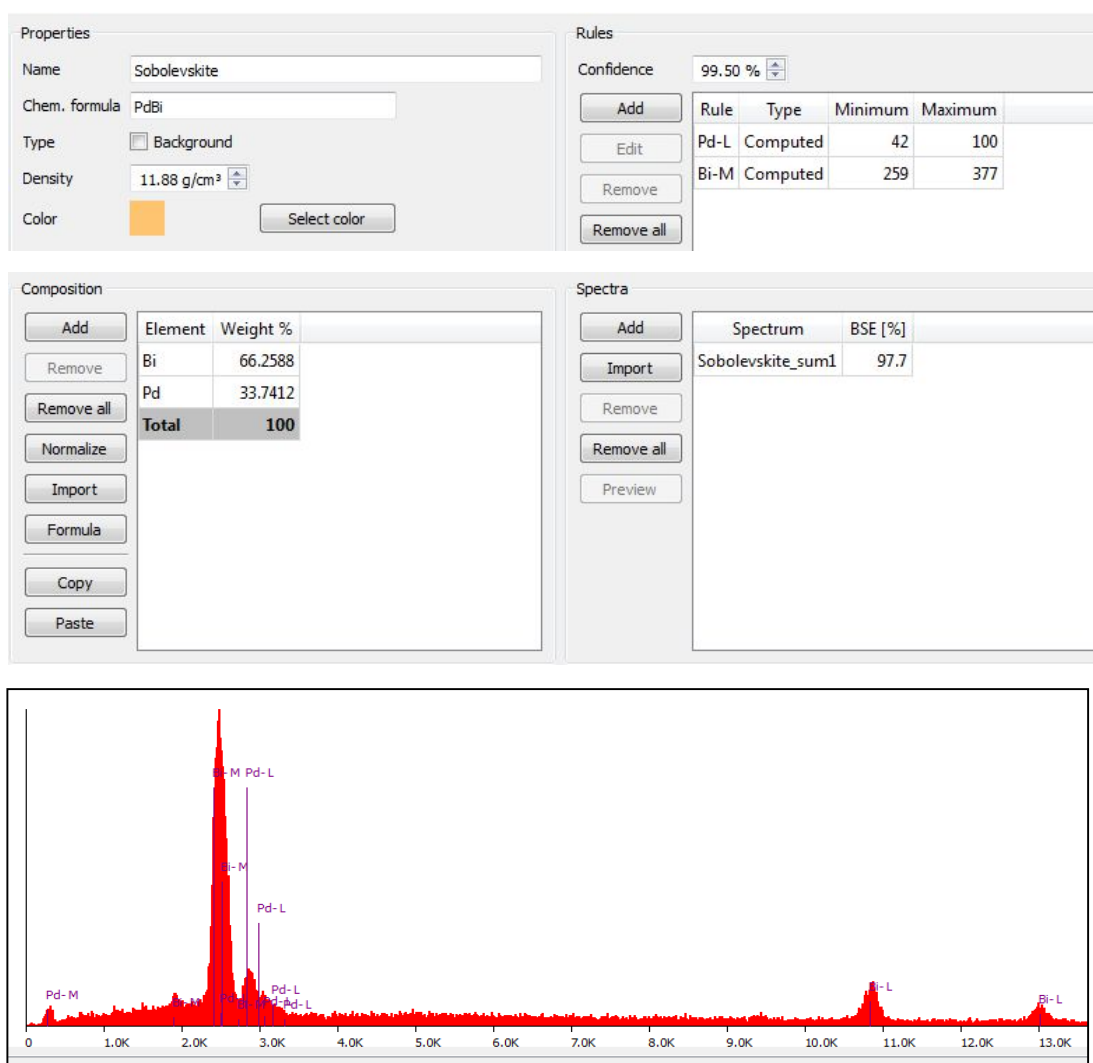 Properties
Name Sobolevskite
Chem. formula PdBi
Type Background
Density 11.88 g/cm³
Color Select color
Rules
Confidence 99.50 %
Add
Edit
Remove
Remove all
Rule Type Minimum Maximum
Pd-L Computed 42 100
Bi-M Computed 259 377
Composition
Add
Remove
Remove all
Normalize
Import
Formula
Copy
Paste
Element Weight %
Bi 66.2588
Pd 33.7412
Total 100
Spectra
Add
Import
Remove
Remove all
Preview
Spectrum BSE [%]
Sobolevskite_sum1 97.7
Bi-M Pd-L
Bi-M
Pd-L
Pd-M
Pd-L
Pd-L
Bi-L
Bi-L
0 1.0K 2.0K 3.0K 4.0K 5.0K 6.0K 7.0K 8.0K 9.0K 10.0K 11.0K 12.0K 13.0K